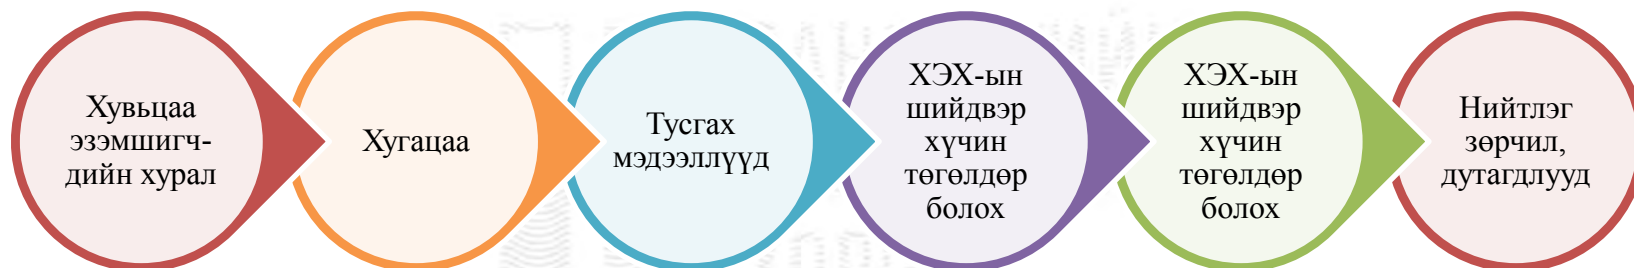 Хувьцаа
эзэмшигч-
дийн хурал
Хугацаа
Тусгах
мэдээллүүд
ХЭХ-ын
шийдвэр
хүчин
төгөлдөр
болох
ХЭХ-ын
шийдвэр
хүчин
төгөлдөр
болох
Нийтлэг
зөрчил,
дутагдлууд